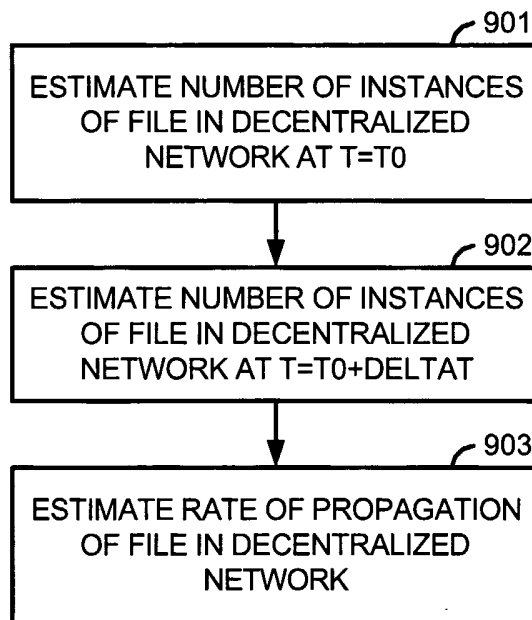 901
ESTIMATE NUMBER OF INSTANCES
OF FILE IN DECENTRALIZED
NETWORK AT T=T0
902
ESTIMATE NUMBER OF INSTANCES
OF FILE IN DECENTRALIZED
NETWORK AT T=T0+DELTAT
903
ESTIMATE RATE OF PROPAGATION
OF FILE IN DECENTRALIZED
NETWORK